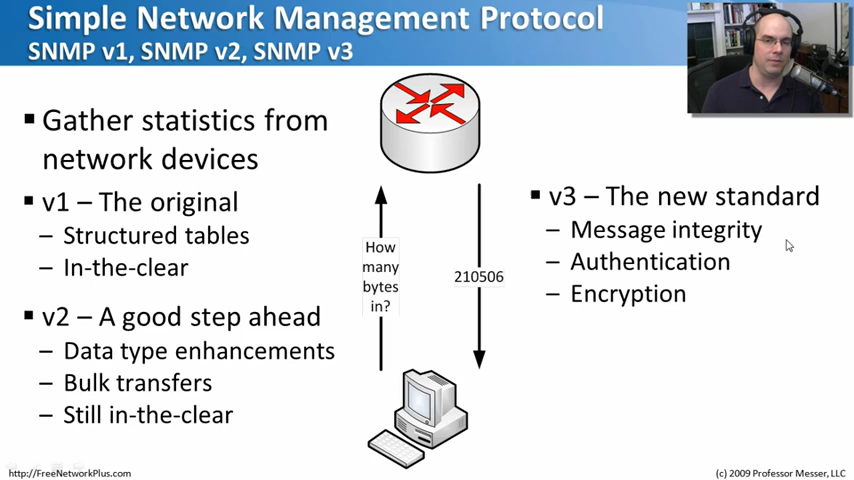 Simple Network Management Protocol
SNMP v1, SNMP v2, SNMP v3
▪ Gather statistics from
network devices
▪ v1 – The original
– Structured tables
– In-the-clear
▪ v2 – A good step ahead
– Data type enhancements
– Bulk transfers
– Still in-the-clear
How
many
bytes
in?
210506
▪ v3 – The new standard
– Message integrity
– Authentication
– Encryption
http://FreeNetworkPlus.com
(c) 2009 Professor Messer, LLC